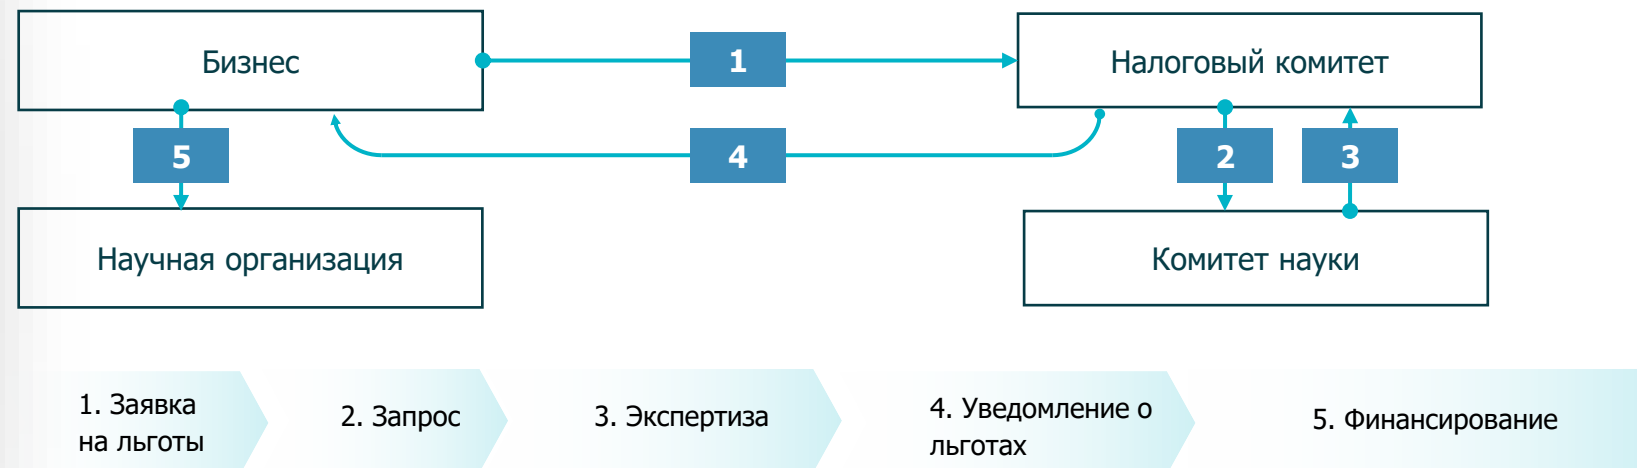 Бизнес
1
Налоговый комитет
5
4
2
3
Научная организация
Комитет науки
1. Заявка
на льготы
2. Запрос
3. Экспертиза
4. Уведомление о
льготах
5. Финансирование